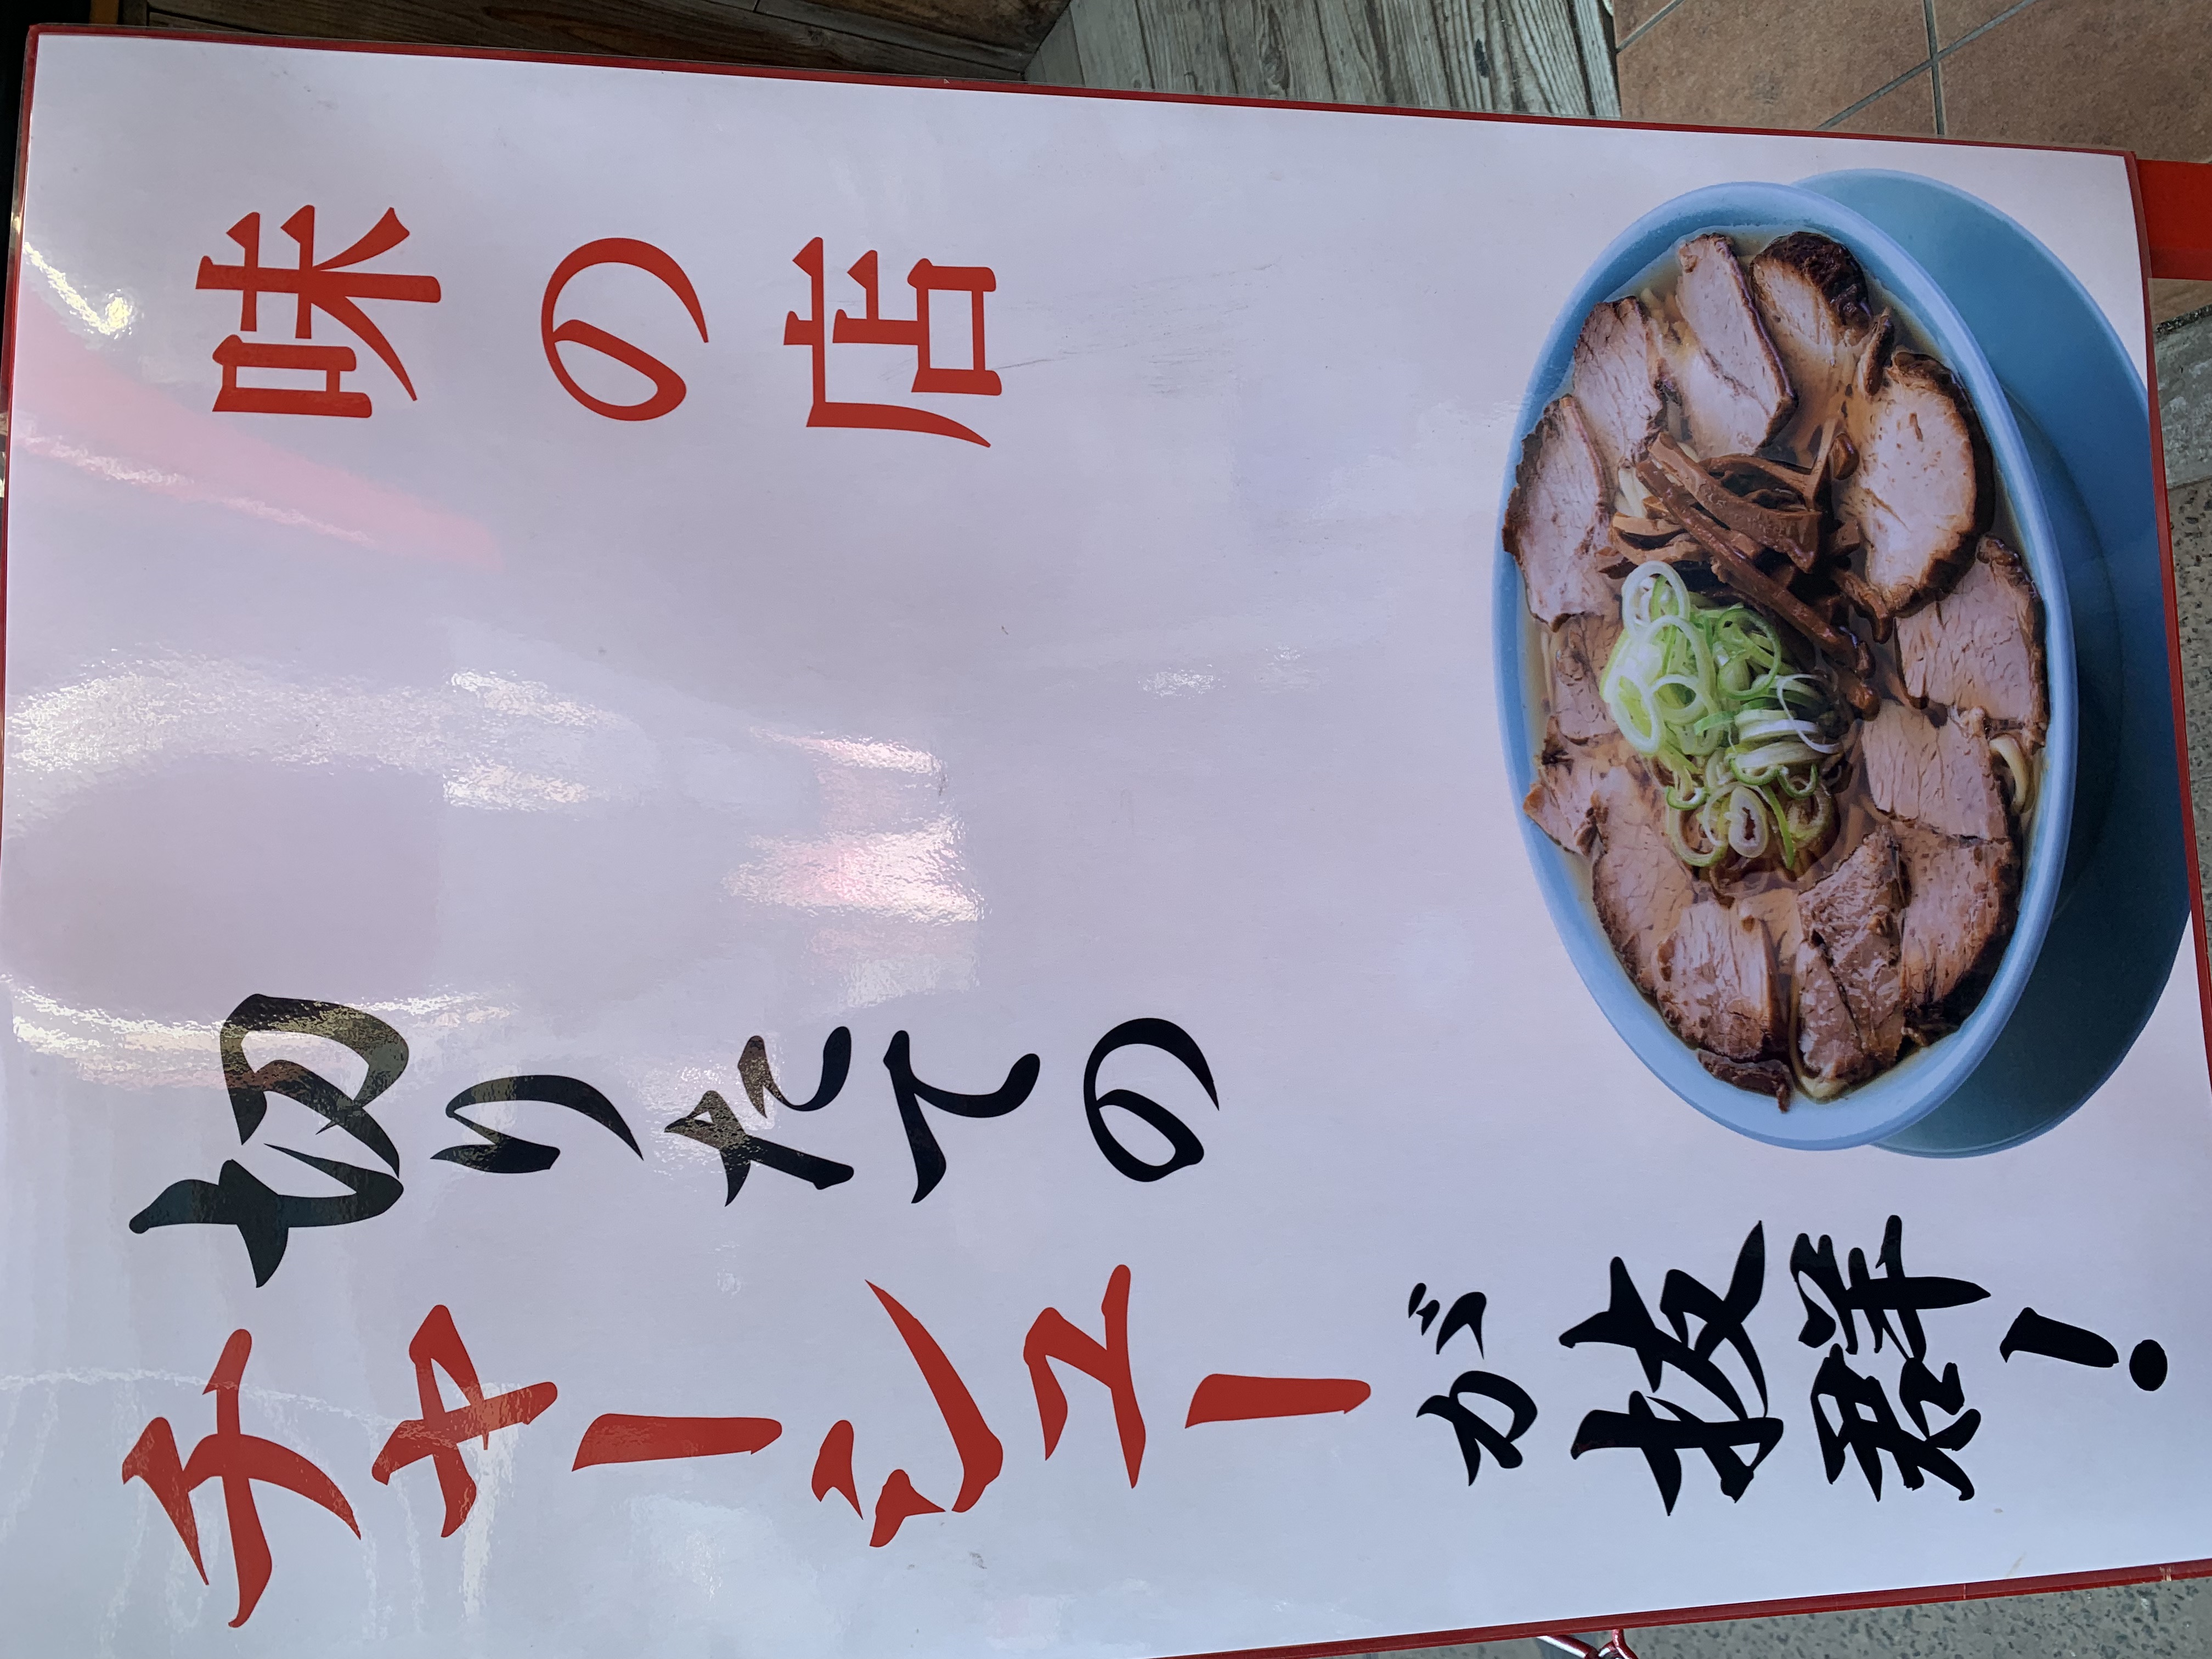 味の店
切りたての
チャーシューが抜群!